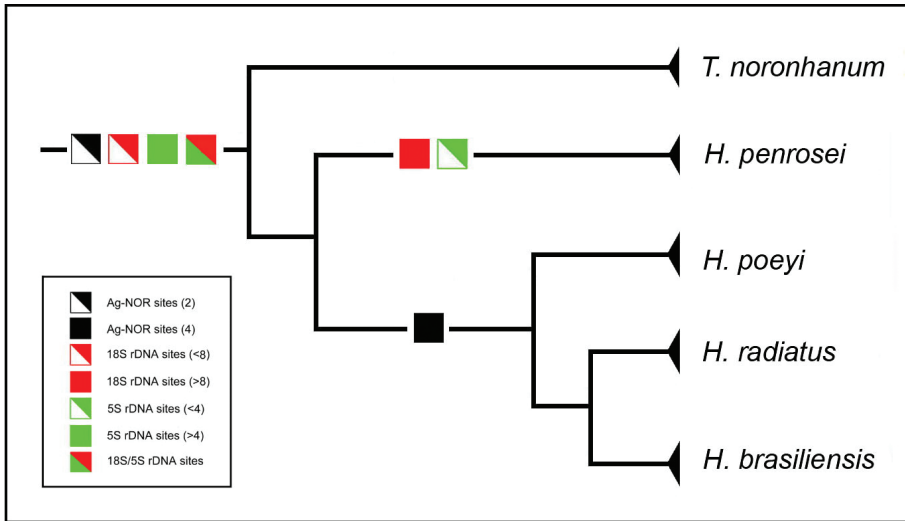 T. noronhanum
H. penrosei
H. poeyi
H. radiatus
H. brasiliensis
Ag-NOR sites (2)
Ag-NOR sites (4)
18S rDNA sites (<8)
18S rDNA sites (>8)
5S rDNA sites (<4)
5S rDNA sites (>4)
18S/5S rDNA sites